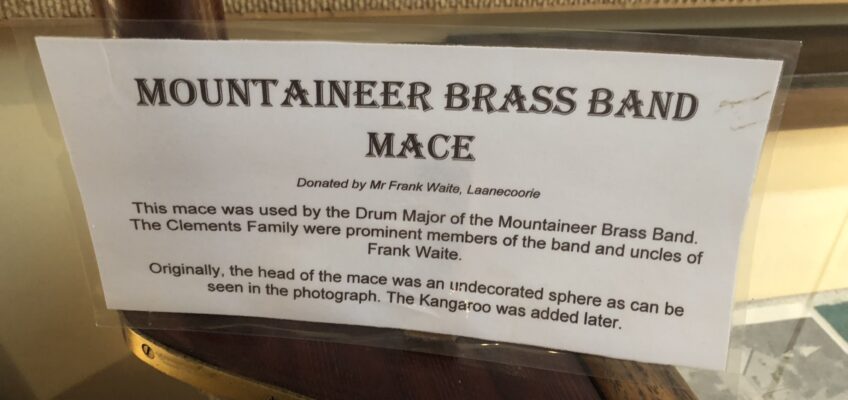 MOUNTAINEER BRASS BAND
MACE
Donated by Mr Frank Waite, Laanecoorie
This mace was used by the Drum Major of the Mountaineer Brass Band.
The Clements Family were prominent members of the band and uncles of
Frank Waite.
Originally, the head of the mace was an undecorated sphere as can be
seen in the photograph. The Kangaroo was added later.